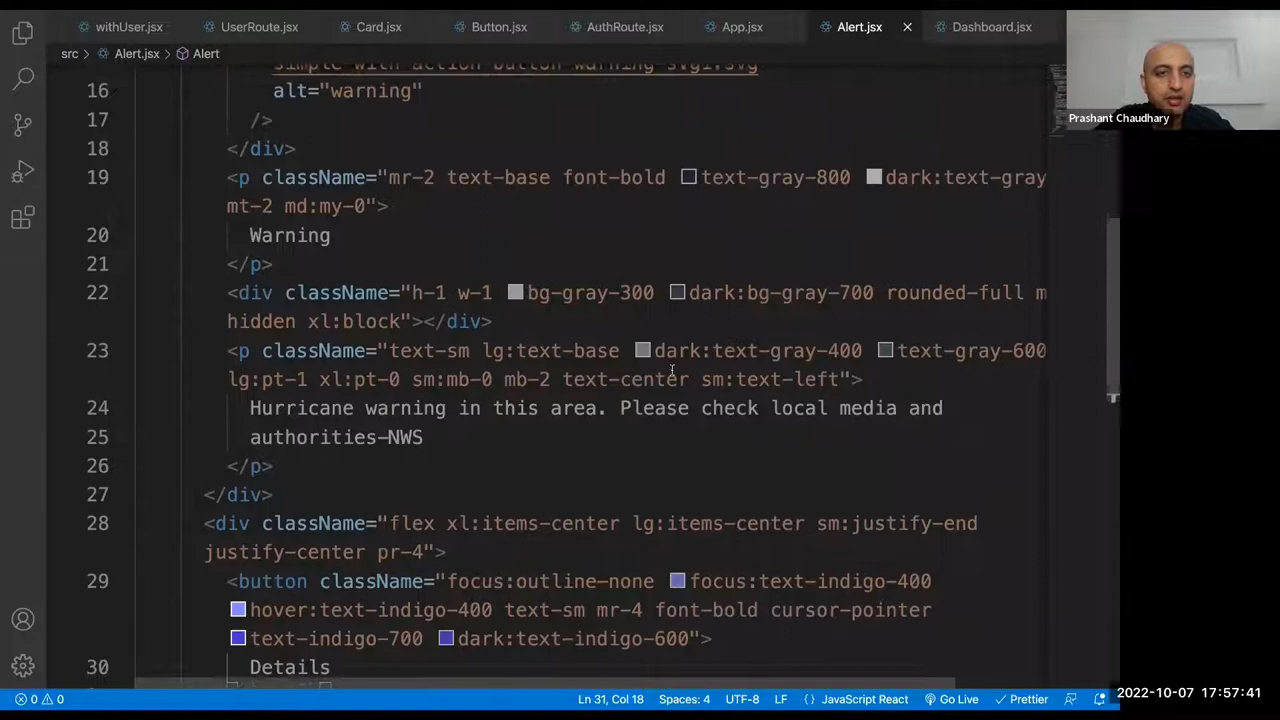 withUser.jsx UserRoute.jsx Card.jsx Button.jsx AuthRoute.jsx App.jsx Alert.jsx Dashboard.jsx
src Alert.jsx Alert
simple-with-action-button-warning-svg1.svg
16 alt="warning"
17 />
18 </div>
19 <p className="mr-2 text-base font-bold text-gray-800 dark:text-gray
mt-2 md:my-0">
20 Warning
21 </p>
22 <div className="h-1 w-1 bg-gray-300 dark:bg-gray-700 rounded-full m
hidden xl:block"></div>
23 <p className="text-sm lg:text-base dark:text-gray-400 text-gray-600
lg:pt-1 xl:pt-0 sm:mb-0 mb-2 text-center sm:text-left">
24 Hurricane warning in this area. Please check local media and
25 authorities-NWS
26 </p>
27 </div>
28 <div className="flex xl:items-center lg:items-center sm:justify-end
justify-center pr-4">
29 <button className="focus:outline-none focus:text-indigo-400
hover:text-indigo-400 text-sm mr-4 font-bold cursor-pointer
text-indigo-700 dark:text-indigo-600">
30 Details
Prashant Chaudhary
0 0 Ln 31, Col 18 Spaces: 4 UTF-8 LF {} JavaScript React Go Live Prettier
2022-10-07 17:57:41